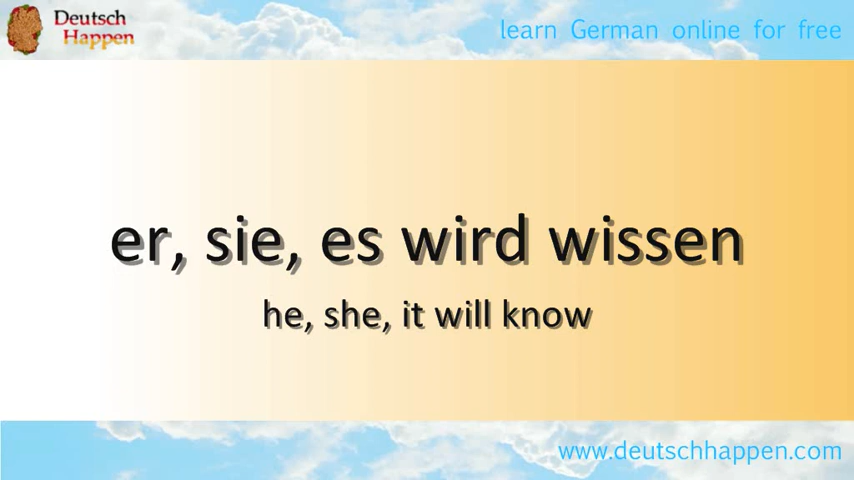 Deutsch
Happen
learn German online for free
er, sie, es wird wissen
he, she, it will know
www.deutschhappen.com